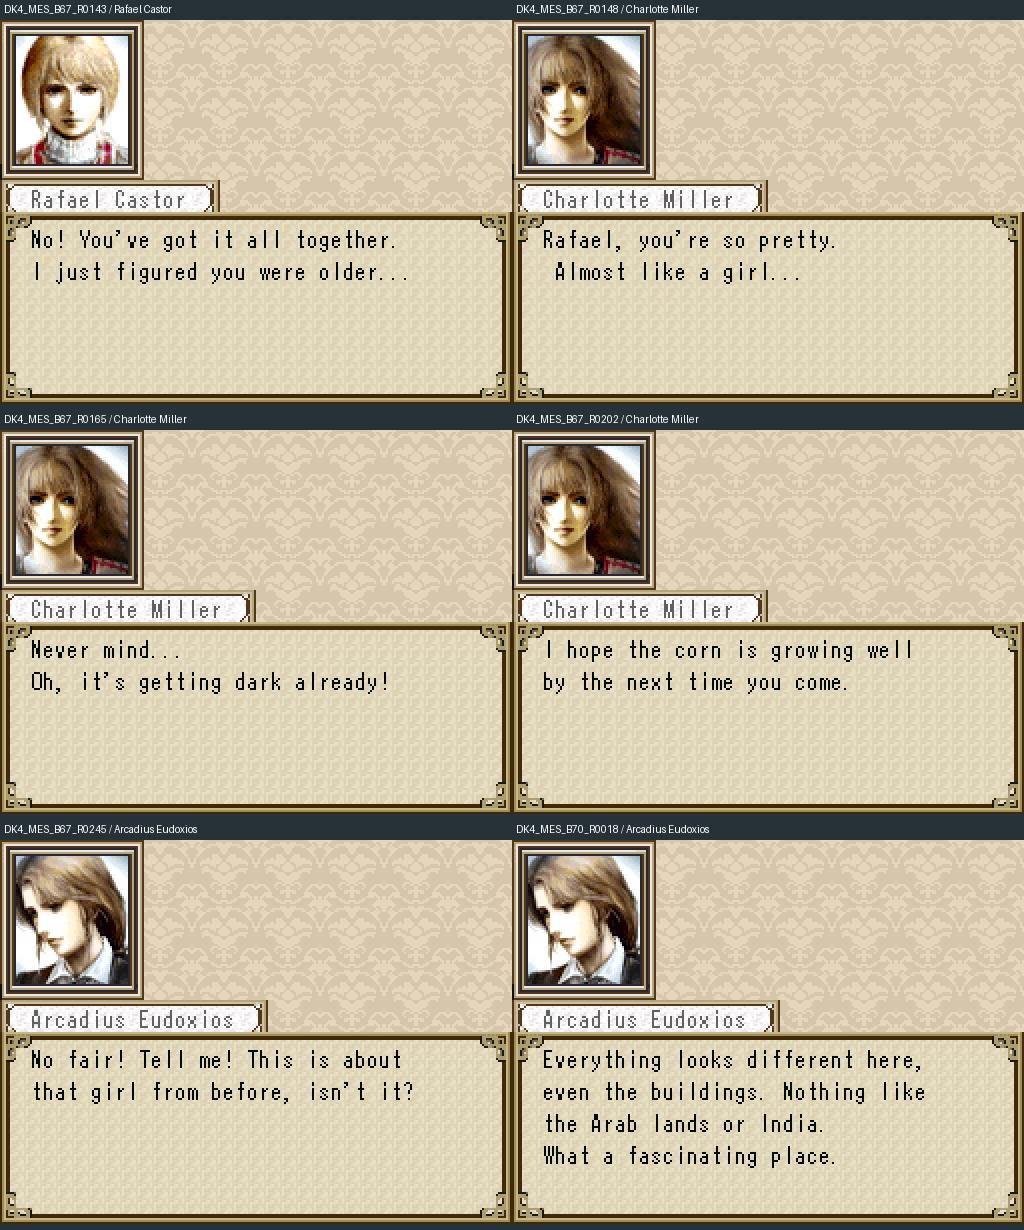 DK4_MES_B67_R0143 / Rafael Castor
Rafael Castor
No! You've got it all together.
I just figured you were older...
DK4_MES_B67_R0148 / Charlotte Miller
Charlotte Miller
Rafael, you're so pretty.
Almost like a girl...
DK4_MES_B67_R0165 / Charlotte Miller
Charlotte Miller
Never mind...
Oh, it's getting dark already!
DK4_MES_B67_R0202 / Charlotte Miller
Charlotte Miller
I hope the corn is growing well
by the next time you come.
DK4_MES_B67_R0245 / Arcadius Eudoxios
Arcadius Eudoxios
No fair! Tell me! This is about
that girl from before, isn't it?
DK4_MES_B70_R0018 / Arcadius Eudoxios
Arcadius Eudoxios
Everything looks different here,
even the buildings. Nothing like
the Arab lands or India.
What a fascinating place.